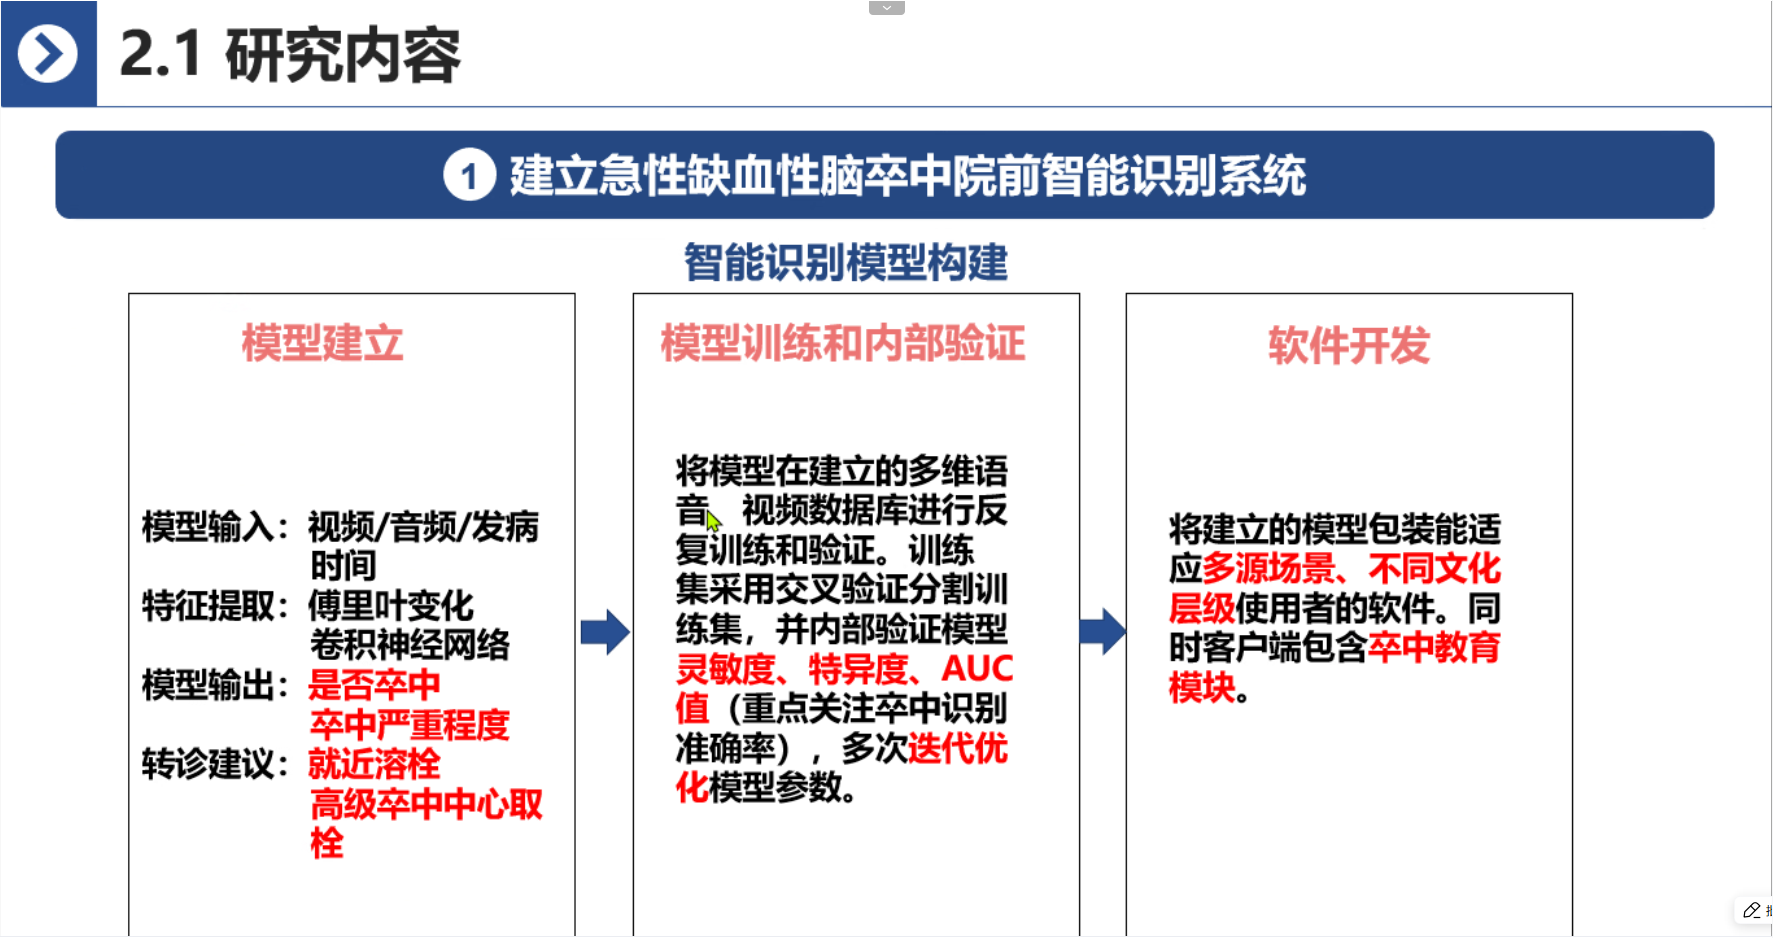 2.1 研究内容
1 建立急性缺血性脑卒中院前智能识别系统
智能识别模型构建
模型建立
模型输入：视频/音频/发病
时间
特征提取：傅里叶变化
卷积神经网络
模型输出：是否卒中
卒中严重程度
转诊建议：就近溶栓
高级卒中中心取
栓
模型训练和内部验证
将模型在建立的多维语
音、视频数据库进行反
复训练和验证。训练
集采用交叉验证分割训
练集，并内部验证模型
灵敏度、特异度、AUC
值（重点关注卒中识别
准确率），多次迭代优
化模型参数。
软件开发
将建立的模型包装能适
应多源场景、不同文化
层级使用者的软件。同
时客户端包含卒中教育
模块。